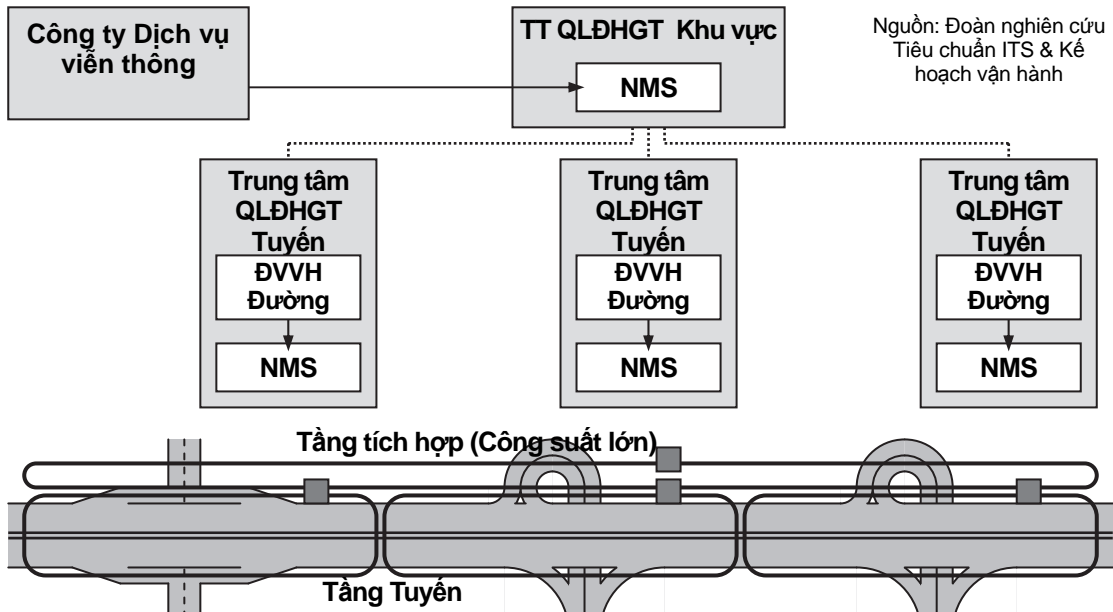 Công ty Dịch vụ
viễn thông
TT QLĐHGT Khu vực
NMS
Nguồn: Đoàn nghiên cứu
Tiêu chuẩn ITS & Kế
hoạch vận hành
Trung tâm
QLĐHGT
Tuyến
ĐVVH
Đường
NMS
Trung tâm
QLĐHGT
Tuyến
ĐVVH
Đường
NMS
Trung tâm
QLĐHGT
Tuyến
ĐVVH
Đường
NMS
Tầng tích hợp (Công suất lớn)
Tầng Tuyến